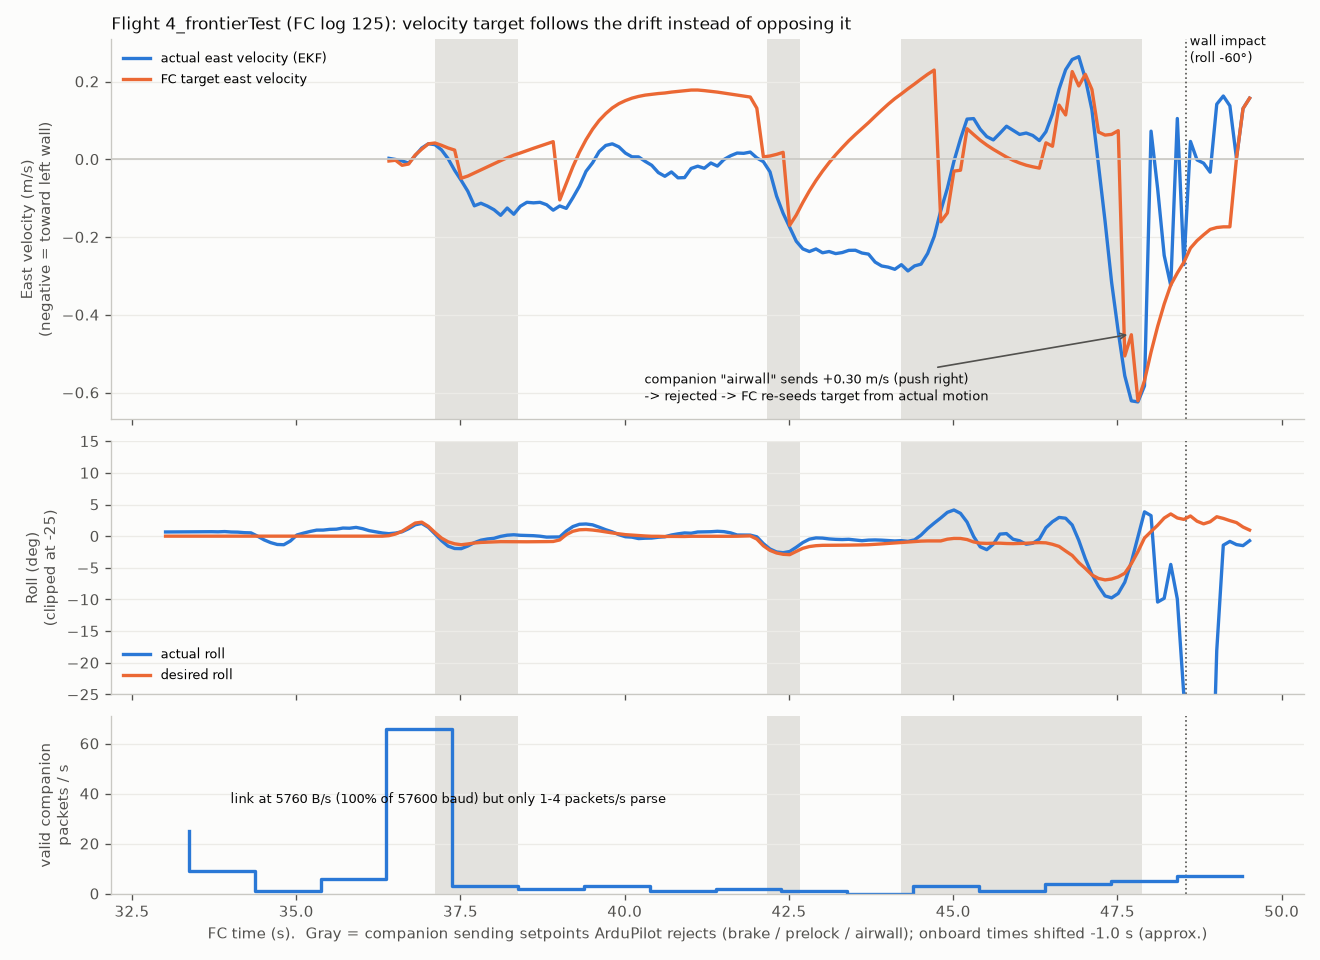 Flight 4_frontierTest (FC log 125): velocity target follows the drift instead of opposing it
actual east velocity (EKF)
FC target east velocity
wall impact
(roll -60°)
0.2
0.0
−0.2
−0.4
−0.6
East velocity (m/s)
(negative = toward left wall)
companion "airwall" sends +0.30 m/s (push right)
-> rejected -> FC re-seeds target from actual motion
15
10
5
0
−5
−10
−15
−20
−25
Roll (deg)
(clipped at -25)
actual roll
desired roll
60
40
20
0
valid companion
packets / s
link at 5760 B/s (100% of 57600 baud) but only 1-4 packets/s parse
32.5 35.0 37.5 40.0 42.5 45.0 47.5 50.0
FC time (s).  Gray = companion sending setpoints ArduPilot rejects (brake / prelock / airwall); onboard times shifted -1.0 s (approx.)